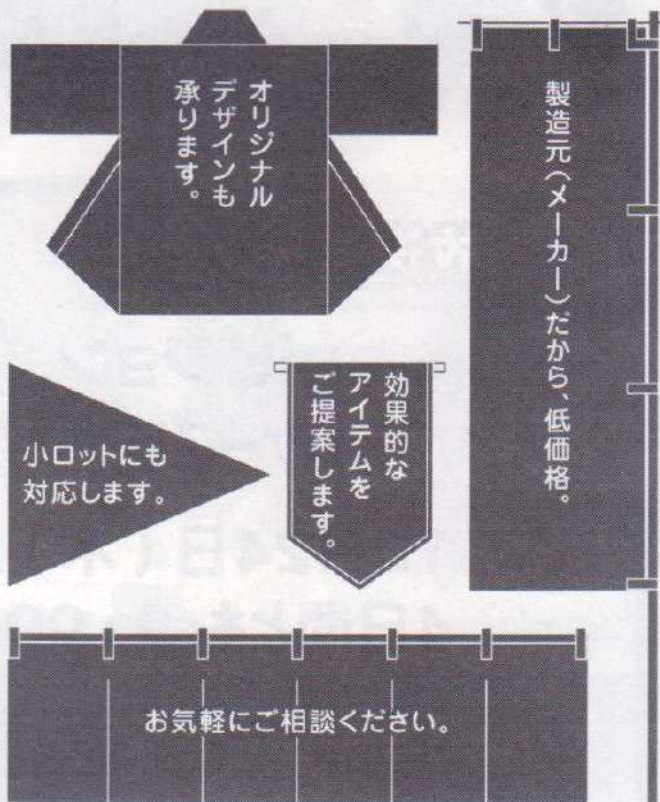 オリジナル
デザインも
承ります。
製造元(メーカー)だから、低価格。
小ロットにも
対応します。
効果的な
アイテムを
ご提案します。
お気軽にご相談ください。